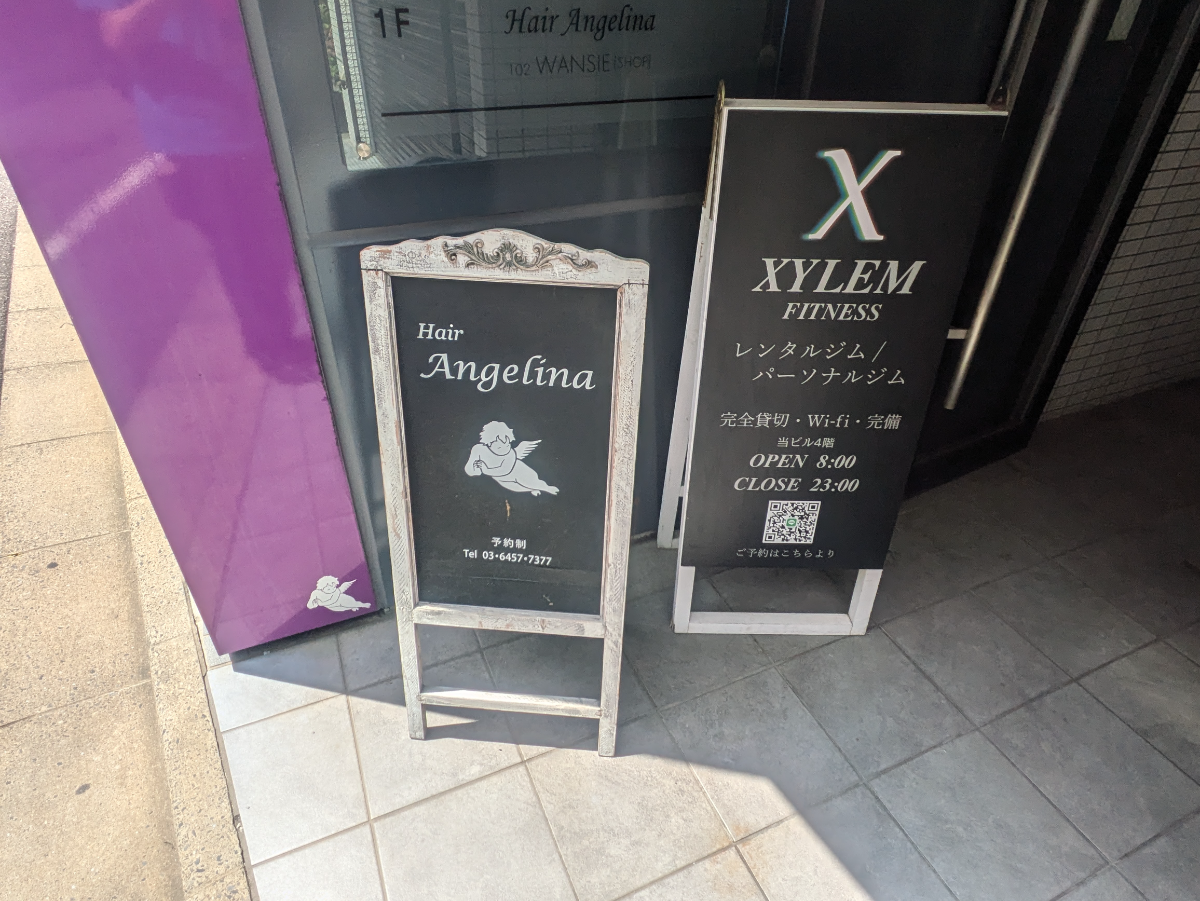 1F
Hair Angelina
102 WANSIE [SHOP]
Hair
Angelina
予約制
Tel 03・6457・7377
X
XYLEM
FITNESS
レンタルジム /
パーソナルジム
完全貸切・Wi-fi・完備
当ビル4階
OPEN 8:00
CLOSE 23:00
ご予約はこちらより